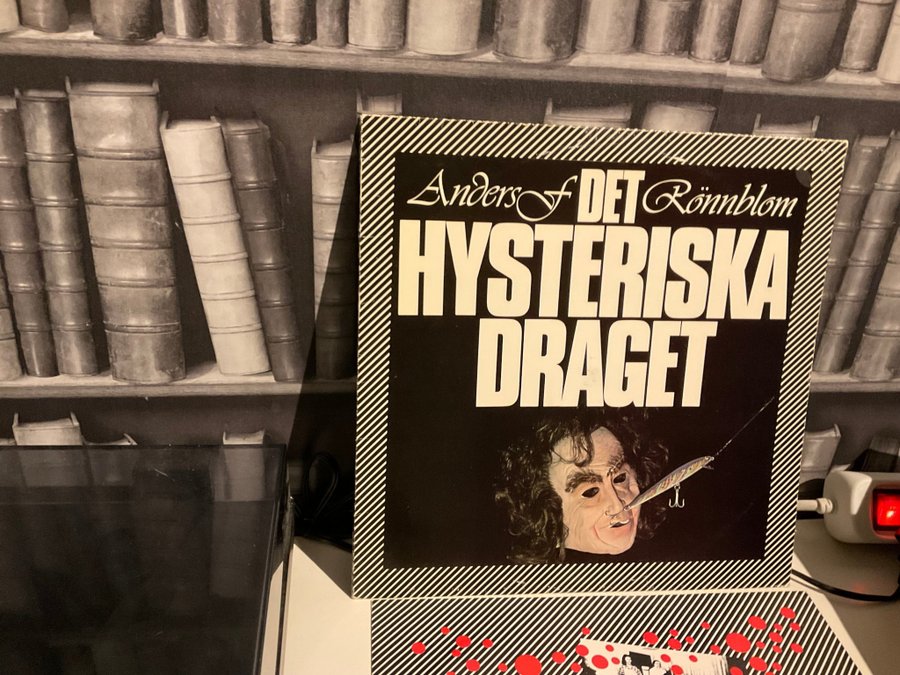 Anders F DET Rönnblom
HYSTERISKA
DRAGET